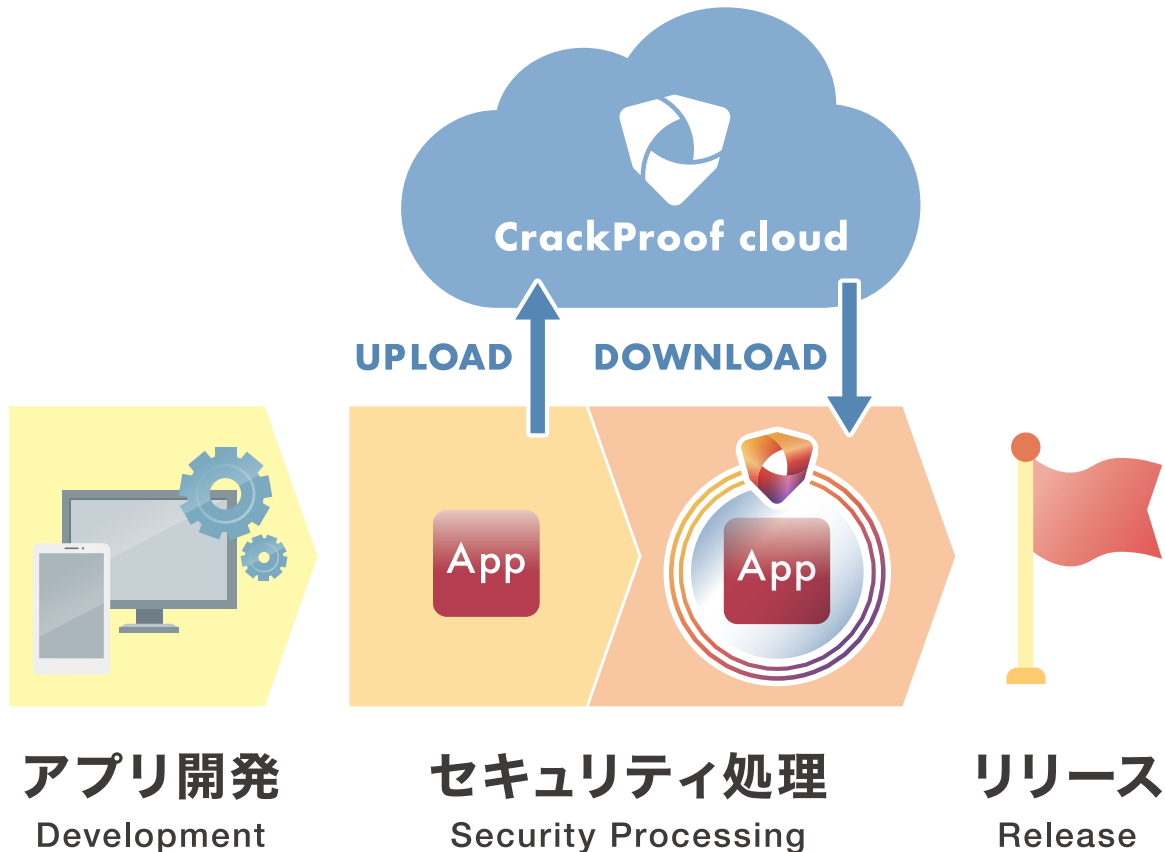 CrackProof cloud
UPLOAD
DOWNLOAD
App
App
アプリ開発
Development
セキュリティ処理
Security Processing
リリース
Release